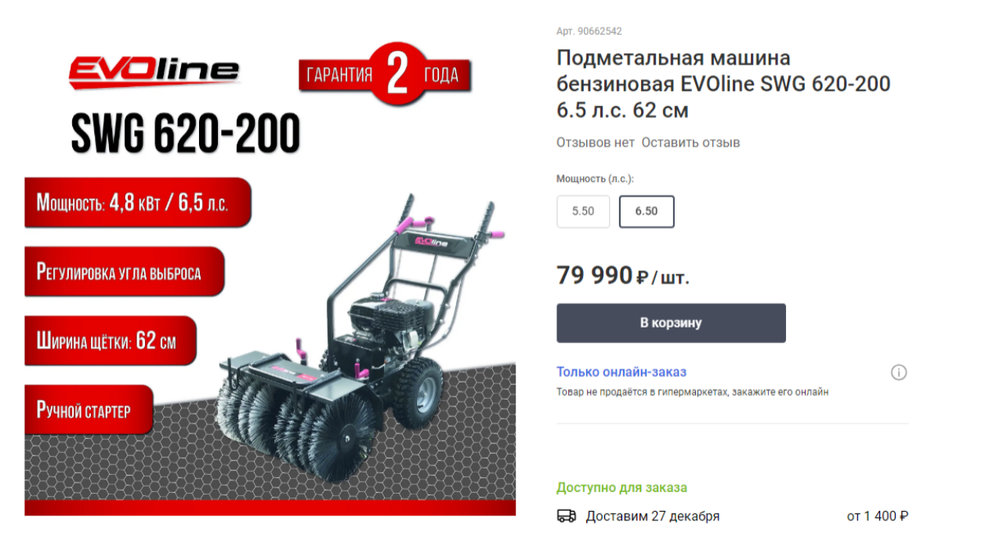 EVOline
ГАРАНТИЯ 2 ГОДА
SWG 620-200
Мощность: 4,8 кВт / 6,5 л.с.
Регулировка угла выброса
Ширина щётки: 62 см
Ручной стартер
EVOline
Арт. 90662542
Подметальная машина
бензиновая EVOline SWG 620-200
6.5 л.с. 62 см
Отзывов нет Оставить отзыв
Мощность (л.с.):
5.50 6.50
79 990 ₽ / шт.
В корзину
Только онлайн-заказ
Товар не продаётся в гипермаркетах, закажите его онлайн
Доступно для заказа
Доставим 27 декабря от 1 400 ₽